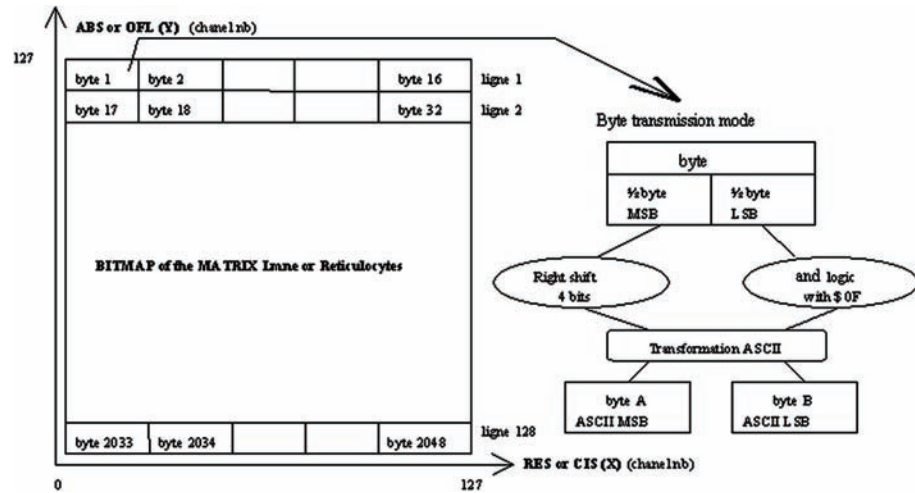 ABS or OFL (Y) (chanel nb)
127
byte 1 byte 2 byte 16 ligne 1
byte 17 byte 18 byte 32 ligne 2
BITMAP of the MATRIX Lmne or Reticulocytes
byte 2033 byte 2034 byte 2048 ligne 128
RES or CIS (X) (chanel nb)
0 127
Byte transmission mode
byte
½ byte
MSB
½ byte
LSB
Right shift
4 bits
and logic
with $ 0F
Transformation ASCII
byte A
ASCII MSB
byte B
ASCII LSB